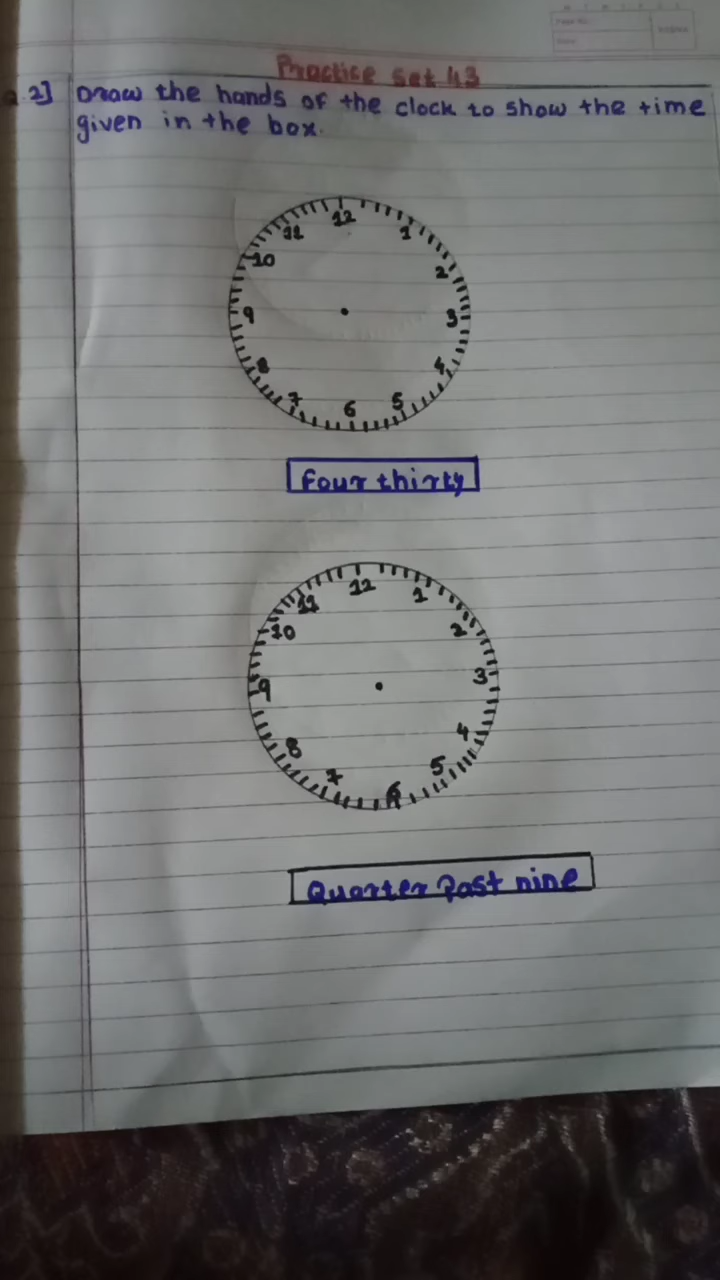 Practice Set 43
Q.2] Draw the hands of the clock to show the time
given in the box.
12
11 1
10 2
9 3
8 4
7 5
6
Four thirty
12
11 1
10 2
9 3
8 4
7 5
6
Quarter Past nine